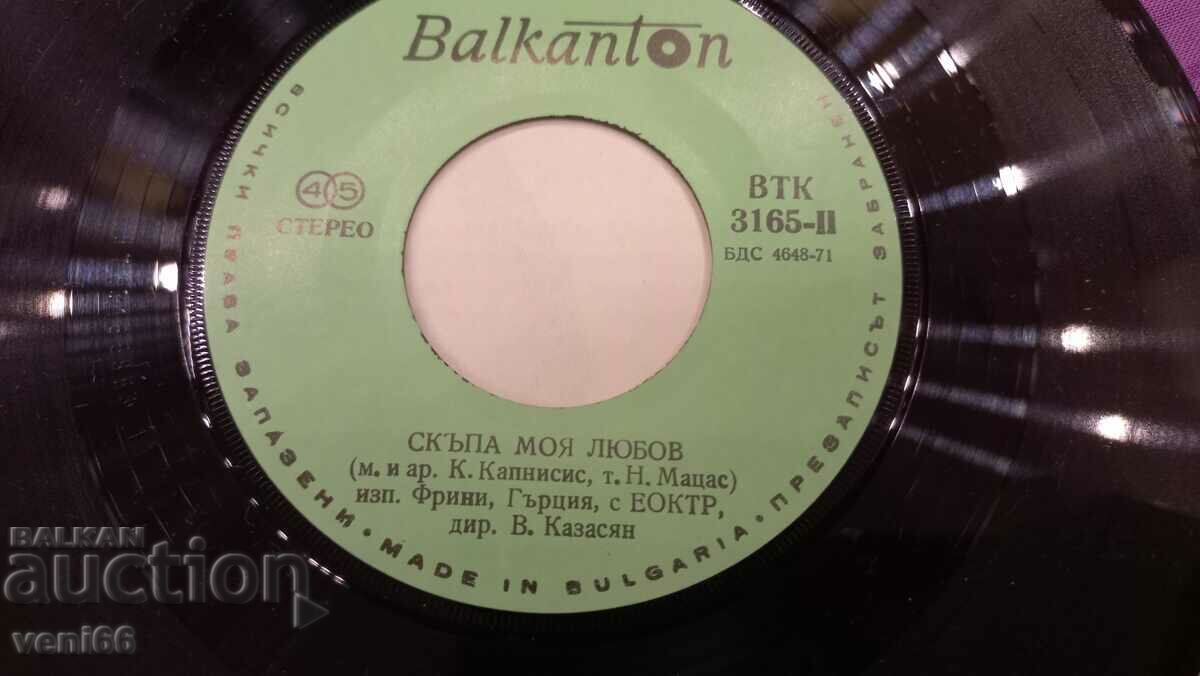 Balkanton
45
СТЕРЕО
ВТК
3165-II
БДС 4648-71
СКЪПА МОЯ ЛЮБОВ
(м. и ар. К. Капнисис, т. Н. Мацас)
изп. Фрини, Гърция, с ЕОКТР,
дир. В. Казасян
ВСИЧКИ ПРАВА ЗАПАЗЕНИ • MADE IN BULGARIA • ПРЕЗАПИСЪТ ЗАБРАНЕН
BALKAN
auction
veni66